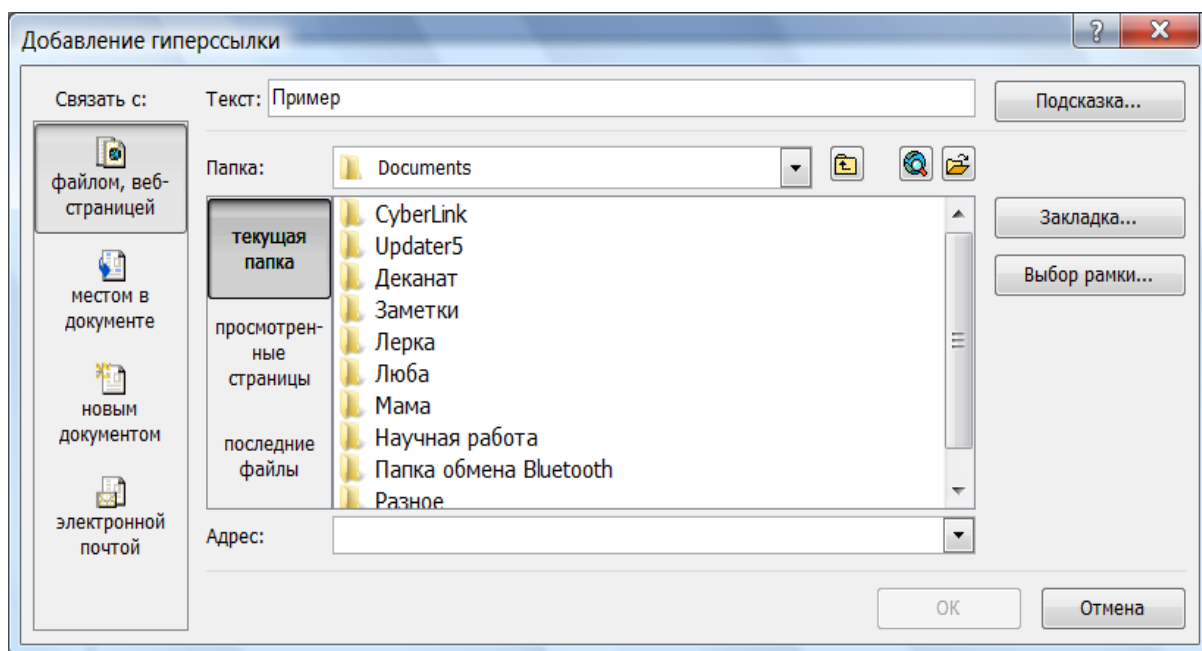 Добавление гиперссылки
Связать с:
Текст: Пример
Подсказка...
файлом, веб-
страницей
местом в
документе
новым
документом
электронной
почтой
Папка: Documents
текущая
папка
просмотрен-
ные
страницы
последние
файлы
CyberLink
Updater5
Деканат
Заметки
Лерка
Люба
Мама
Научная работа
Папка обмена Bluetooth
Разное
Закладка...
Выбор рамки...
Адрес:
ОК
Отмена